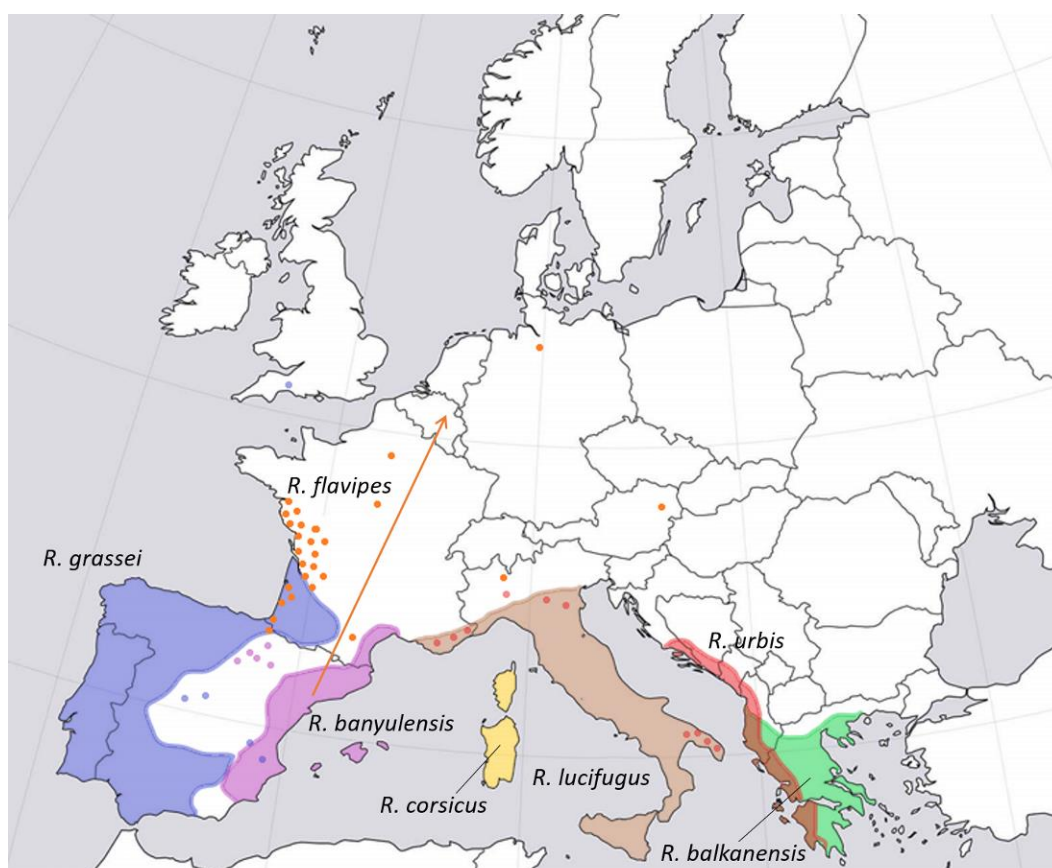 R. flavipes
R. grassei
R. urbis
R. banyulensis
R. lucifugus
R. corsicus
R. balkanensis